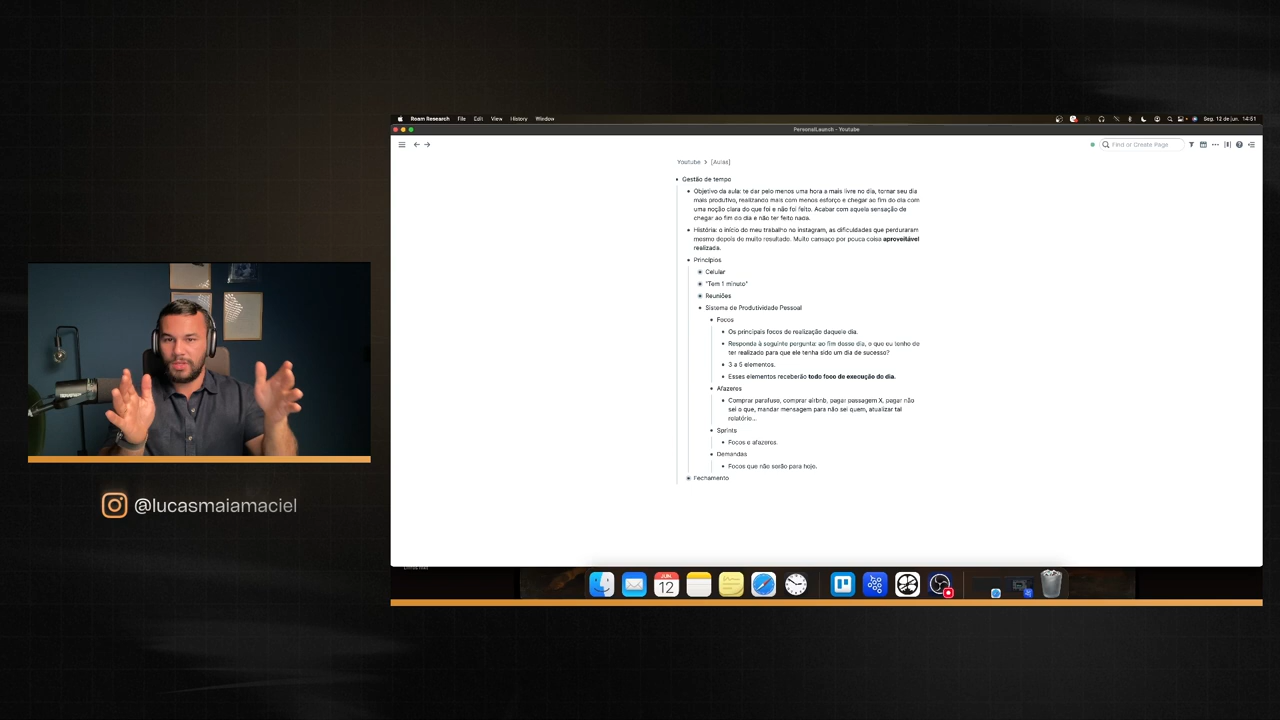 Roam Research File Edit View History Window
Seg. 12 de jun. 14:51
PersonalLaunch - Youtube
Find or Create Page
Youtube > [Aulas]
Gestão de tempo
Objetivo da aula: te dar pelo menos uma hora a mais livre no dia, tornar seu dia
mais produtivo, realizando mais com menos esforço e chegar ao fim do dia com
uma noção clara do que foi e não foi feito. Acabar com aquela sensação de
chegar ao fim do dia e não ter feito nada.
História: o início do meu trabalho no instagram, as dificuldades que perduraram
mesmo depois de muito resultado. Muito cansaço por pouca coisa aproveitável
realizada.
Princípios
Celular
"Tem 1 minuto"
Reuniões
Sistema de Produtividade Pessoal
Focos
Os principais focos de realização daquele dia.
Responda à seguinte pergunta: ao fim desse dia, o que eu tenho de
ter realizado para que ele tenha sido um dia de sucesso?
3 a 5 elementos.
Esses elementos receberão todo foco de execução do dia.
Afazeres
Comprar parafuso, comprar airbnb, pagar passagem X, pagar não
sei o que, mandar mensagem para não sei quem, atualizar tal
relatório...
Sprints
Focos e afazeres.
Demandas
Focos que não serão para hoje.
Fechamento
@lucasmaiamaciel
JUN
12